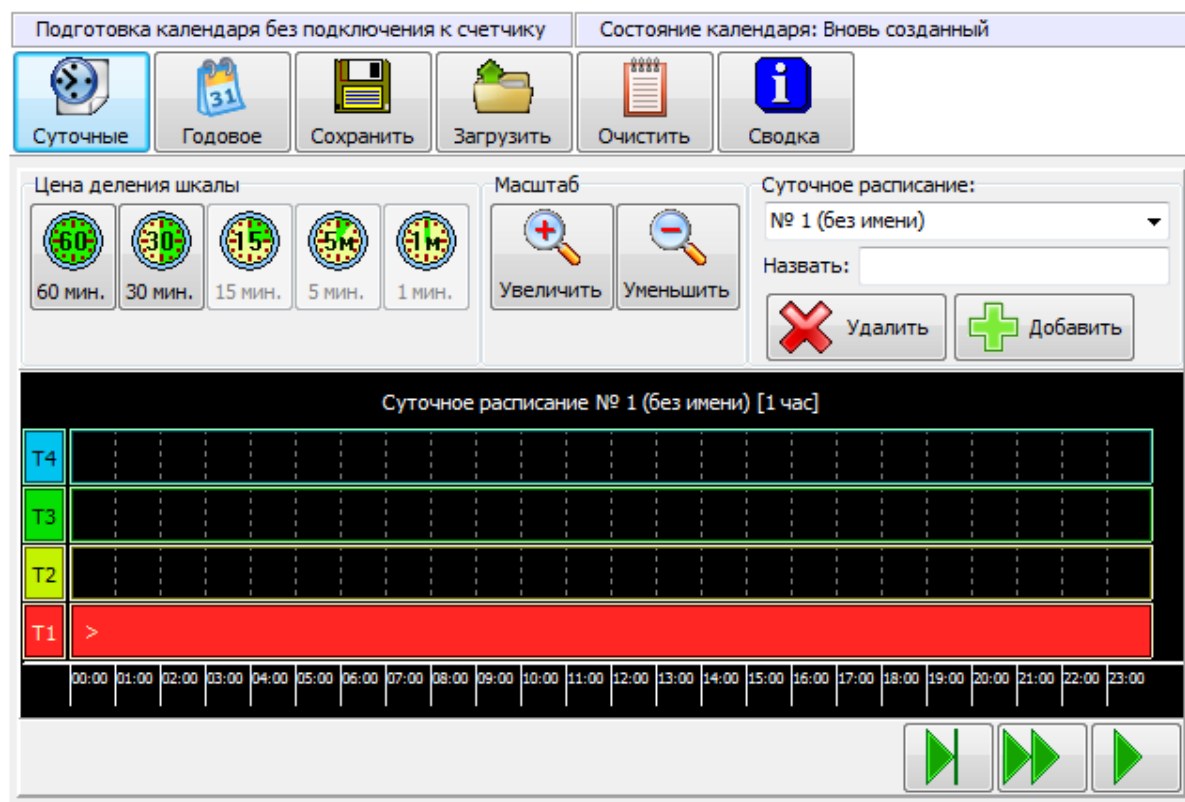 Подготовка календаря без подключения к счетчику Состояние календаря: Вновь созданный
31
Суточные Годовое Сохранить Загрузить Очистить Сводка
Цена деления шкалы Масштаб Суточное расписание:
№ 1 (без имени)
60 30 15 5м 1м
Назвать:
60 мин. 30 мин. 15 мин. 5 мин. 1 мин. Увеличить Уменьшить
Удалить Добавить
Суточное расписание № 1 (без имени) [1 час]
T4
T3
T2
T1 >
00:00 01:00 02:00 03:00 04:00 05:00 06:00 07:00 08:00 09:00 10:00 11:00 12:00 13:00 14:00 15:00 16:00 17:00 18:00 19:00 20:00 21:00 22:00 23:00